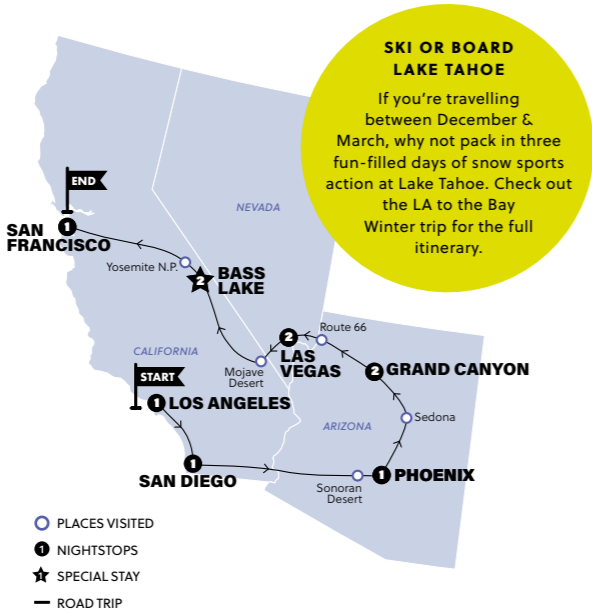 SKI OR BOARD
LAKE TAHOE
If you're travelling
between December &
March, why not pack in three
fun-filled days of snow sports
action at Lake Tahoe. Check out
the LA to the Bay
Winter trip for the full
itinerary.
END
1
SAN
FRANCISCO
NEVADA
Yosemite N.P.
2
BASS
LAKE
CALIFORNIA
START
1
LOS ANGELES
Mojave
Desert
2
LAS
VEGAS
Route 66
2
GRAND CANYON
ARIZONA
Sedona
1
SAN DIEGO
Sonoran
Desert
1
PHOENIX
PLACES VISITED
1 NIGHTSTOPS
1 SPECIAL STAY
ROAD TRIP